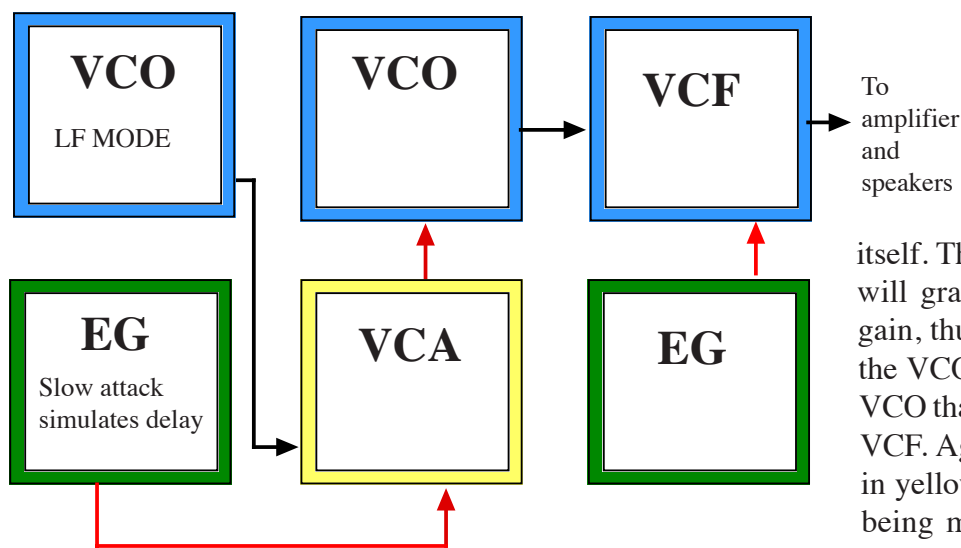 VCO
LF MODE
VCO
VCF
To
amplifier
and
speakers
EG
Slow attack
simulates delay
VCA
EG
itself. Th
will gra
gain, thu
the VCO
VCO tha
VCF. Ag
in yellow
being m